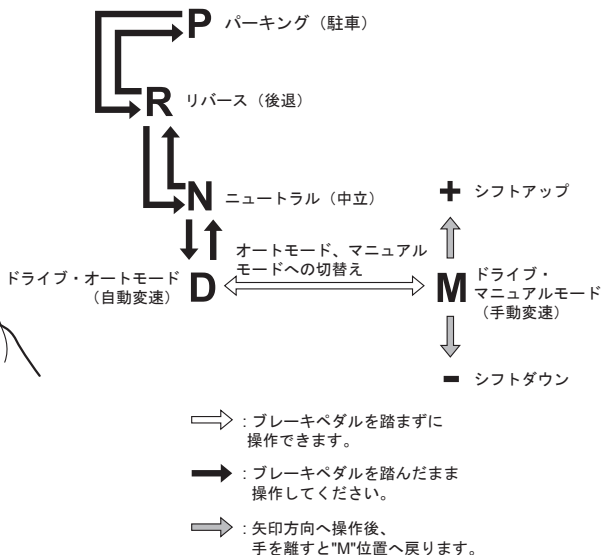 P パーキング（駐車）
R リバース（後退）
N ニュートラル（中立）
+ シフトアップ
オートモード、マニュアル
モードへの切替え
ドライブ・オートモード
（自動変速）
D
M
ドライブ・
マニュアルモード
（手動変速）
- シフトダウン
：ブレーキペダルを踏まずに
操作できます。
：ブレーキペダルを踏んだまま
操作してください。
：矢印方向へ操作後、
手を離すと"M"位置へ戻ります。